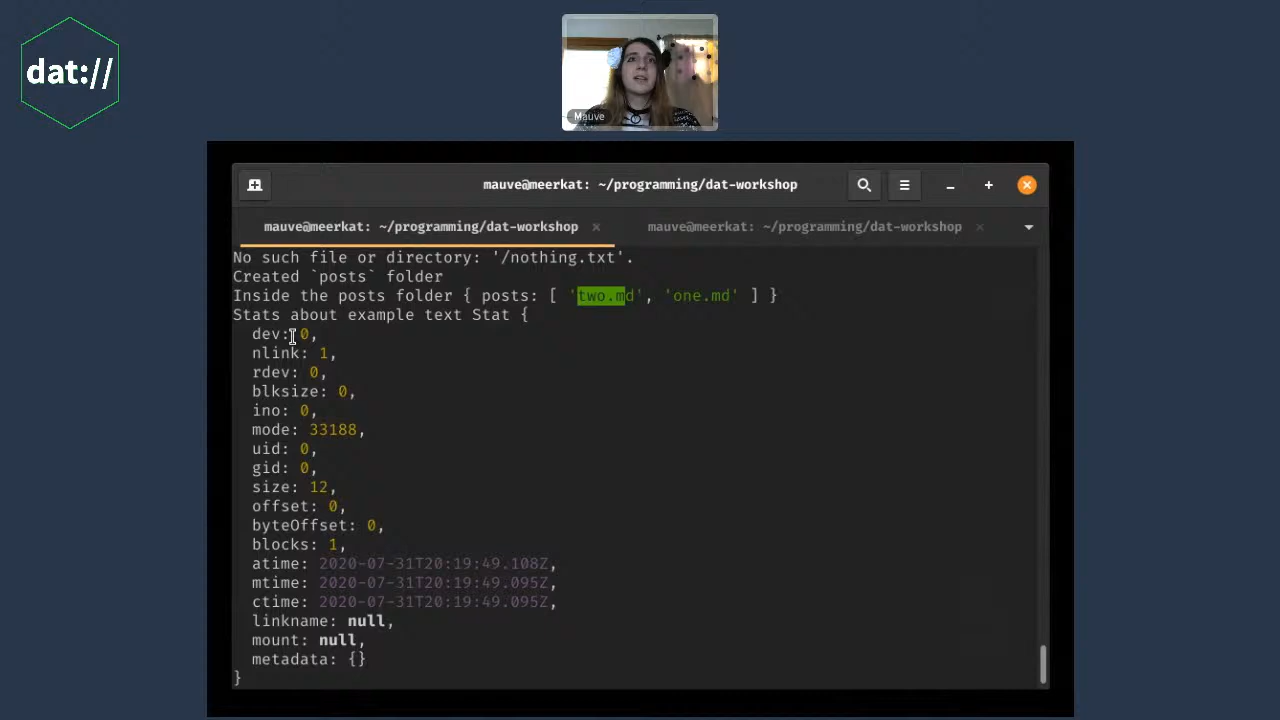 dat://
Mauve
mauve@meerkat: ~/programming/dat-workshop
mauve@meerkat: ~/programming/dat-workshop
mauve@meerkat: ~/programming/dat-workshop
No such file or directory: '/nothing.txt'.
Created `posts` folder
Inside the posts folder { posts: [ 'two.md', 'one.md' ] }
Stats about example text Stat {
dev: 0,
nlink: 1,
rdev: 0,
blksize: 0,
ino: 0,
mode: 33188,
uid: 0,
gid: 0,
size: 12,
offset: 0,
byteOffset: 0,
blocks: 1,
atime: 2020-07-31T20:19:49.108Z,
mtime: 2020-07-31T20:19:49.095Z,
ctime: 2020-07-31T20:19:49.095Z,
linkname: null,
mount: null,
metadata: {}
}